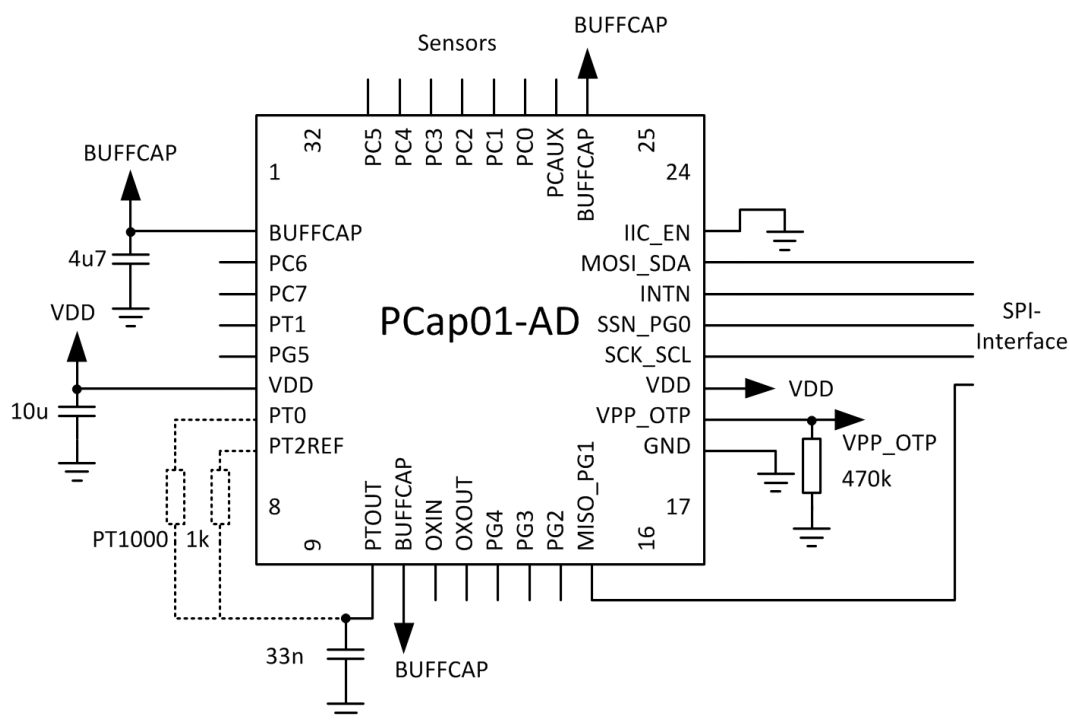 BUFFCAP
Sensors
32
PC5
PC4
PC3
PC2
PC1
PC0
PCAUX
BUFFCAP
25
BUFFCAP
1
24
BUFFCAP
IIC_EN
4u7
PC6
MOSI_SDA
PC7
INTN
VDD
PT1
PCap01-AD
SSN_PG0
SPI-
Interface
PG5
SCK_SCL
VDD
VDD
VDD
10u
PT0
VPP_OTP
VPP_OTP
PT2REF
GND
470k
8
17
PT1000
1k
9
PTOUT
BUFFCAP
OXIN
OXOUT
PG4
PG3
PG2
MISO_PG1
16
33n
BUFFCAP